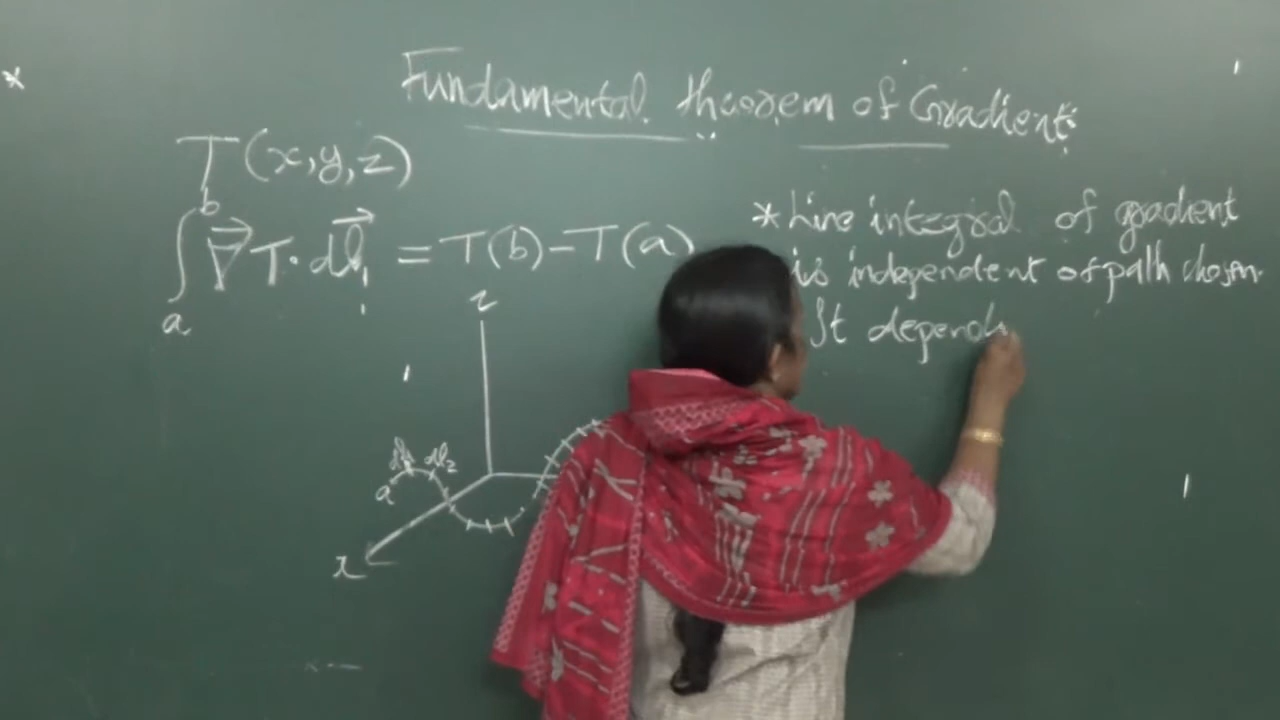 Fundamental theorem of Gradient:
T(x,y,z)
∫ₐᵇ ∇⃗T·dl⃗₁ = T(b)-T(a)
* Line integral of gradient
is independent of path chosen.
It depends
z
dl₁ dl₂
a
x